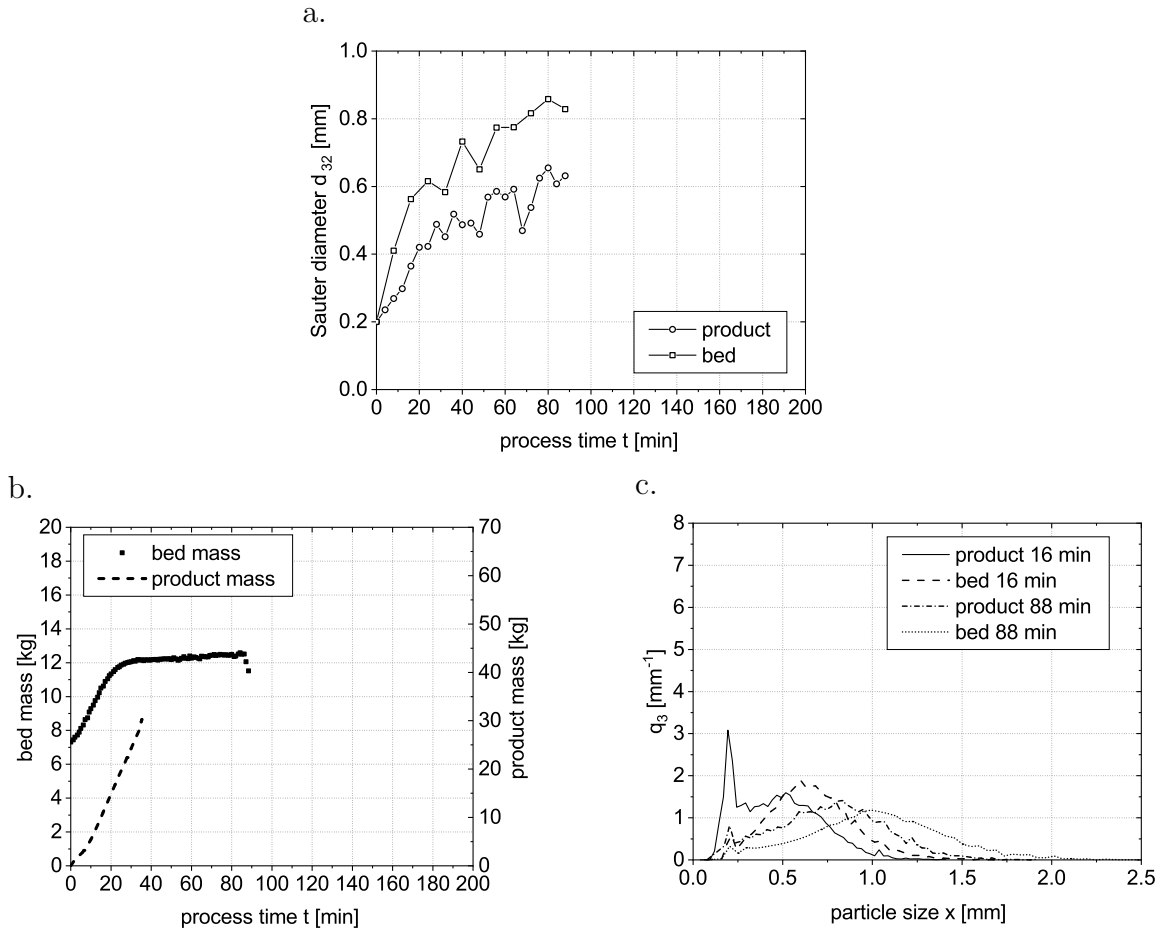 a.
1.0
0.8
0.6
0.4
0.2
0.0
Sauter diameter d32 [mm]
product
bed
0 20 40 60 80 100 120 140 160 180 200
process time t [min]
b.
20
18
16
14
12
10
8
6
4
2
0
bed mass [kg]
bed mass
product mass
70
60
50
40
30
20
10
0
product mass [kg]
0 20 40 60 80 100 120 140 160 180 200
process time t [min]
c.
8
7
6
5
4
3
2
1
0
q3 [mm-1]
product 16 min
bed 16 min
product 88 min
bed 88 min
0.0 0.5 1.0 1.5 2.0 2.5
particle size x [mm]